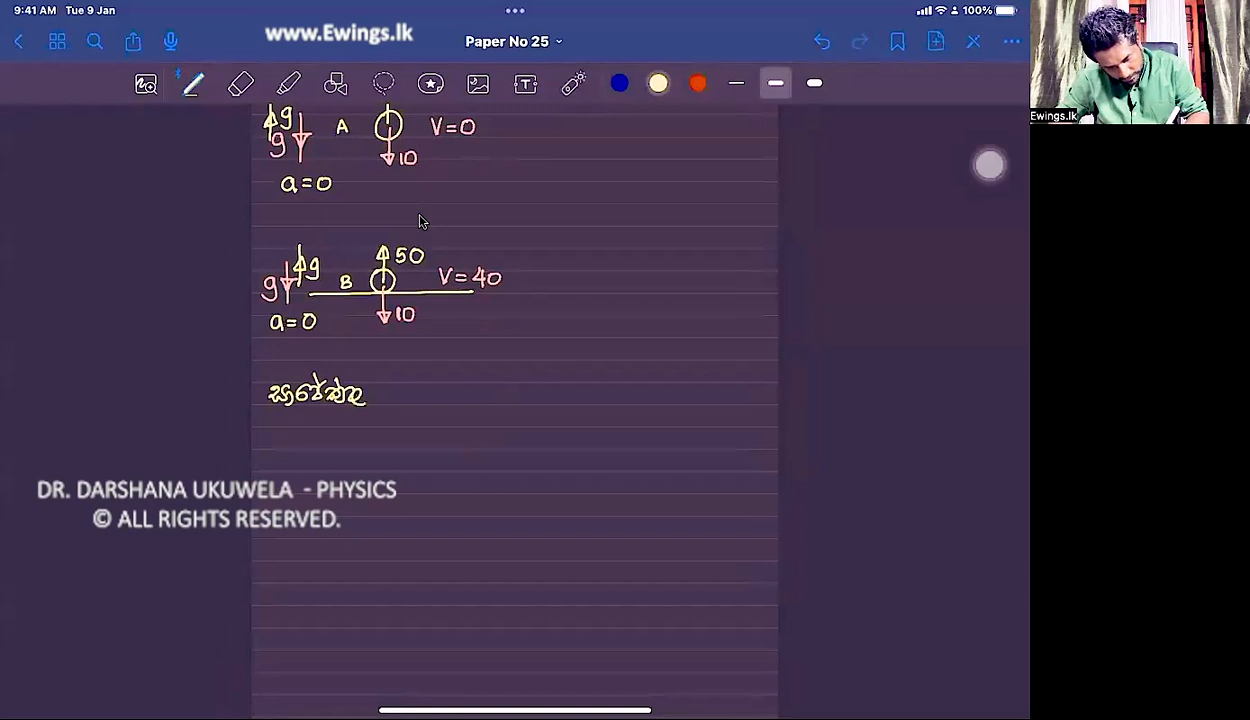 9:41 AM Tue 9 Jan
100%
www.Ewings.lk
Paper No 25
T
g
g
A
V=0
10
a=0
50
g
g
B
V=40
10
a=0
සාපේක්ෂ
DR. DARSHANA UKUWELA - PHYSICS
© ALL RIGHTS RESERVED.
Ewings.lk